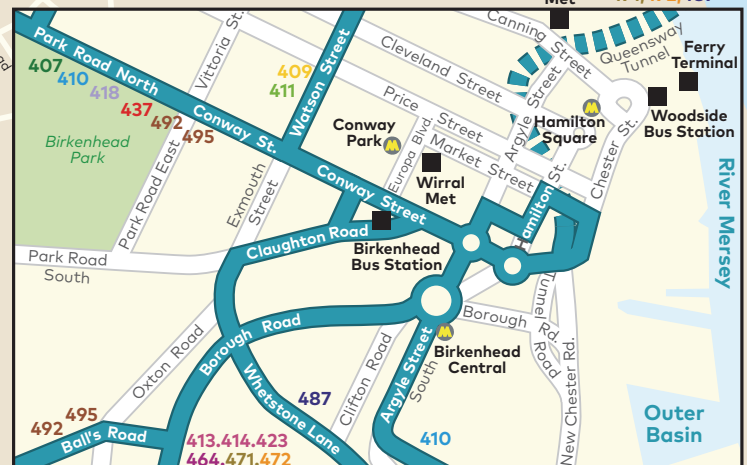 Met
Canning Street
Queensway
Tunnel
Ferry
Terminal
Park Road North
Vittoria St.
Watson Street
Cleveland Street
407
410
418
437
492
495
409
411
Price Street
Argyle Street
Hamilton
Square
Woodside
Bus Station
Conway St.
Conway
Park
Europa Blvd.
Market Street
Chester St.
Birkenhead
Park
Park Road East
Exmouth
Street
Conway Street
Wirral
Met
Hamilton St.
River Mersey
Claughton Road
Birkenhead
Bus Station
Park Road
South
Tunnel
Road
Borough Rd.
Borough Road
Oxton Road
Argyle Street
South
Birkenhead
Central
Clifton Road
New Chester Rd.
Whetstone Lane
487
Outer
Basin
492
495
Ball's Road
413.414.423
464.471.472
410